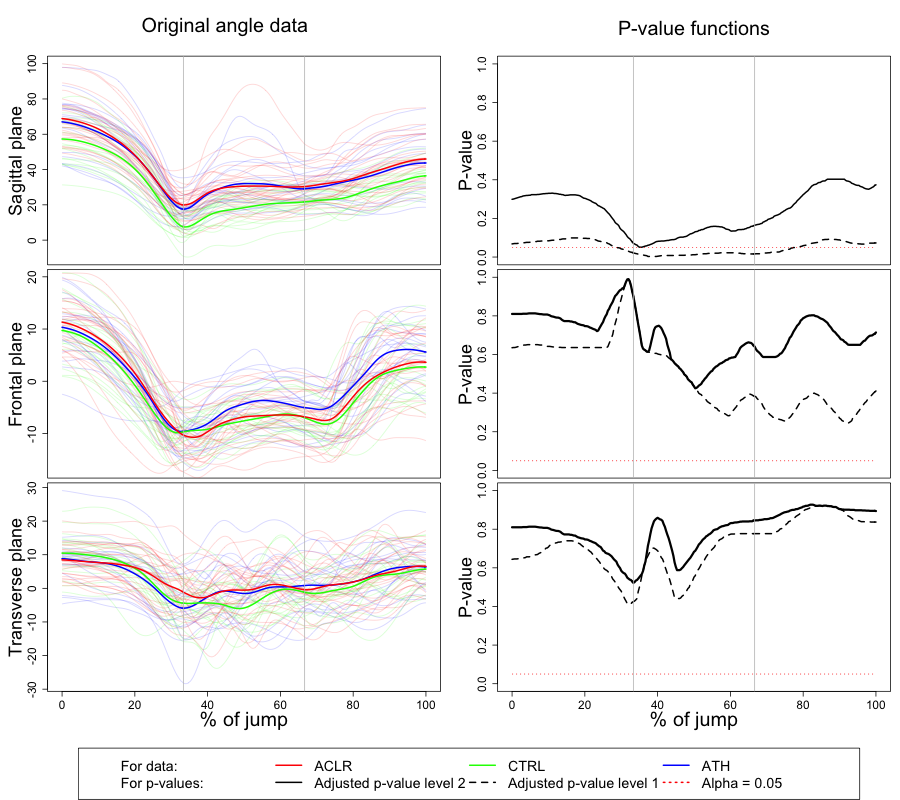 Original angle data
P-value functions
Sagittal plane
0 20 40 60 80 100
P-value
0.0 0.2 0.4 0.6 0.8 1.0
Frontal plane
-10 0 10 20
P-value
0.0 0.2 0.4 0.6 0.8 1.0
Transverse plane
-30 -20 -10 0 10 20 30
P-value
0.0 0.2 0.4 0.6 0.8 1.0
0 20 40 60 80 100
0 20 40 60 80 100
% of jump
% of jump
For data: ACLR CTRL ATH
For p-values: Adjusted p-value level 2 Adjusted p-value level 1 Alpha = 0.05